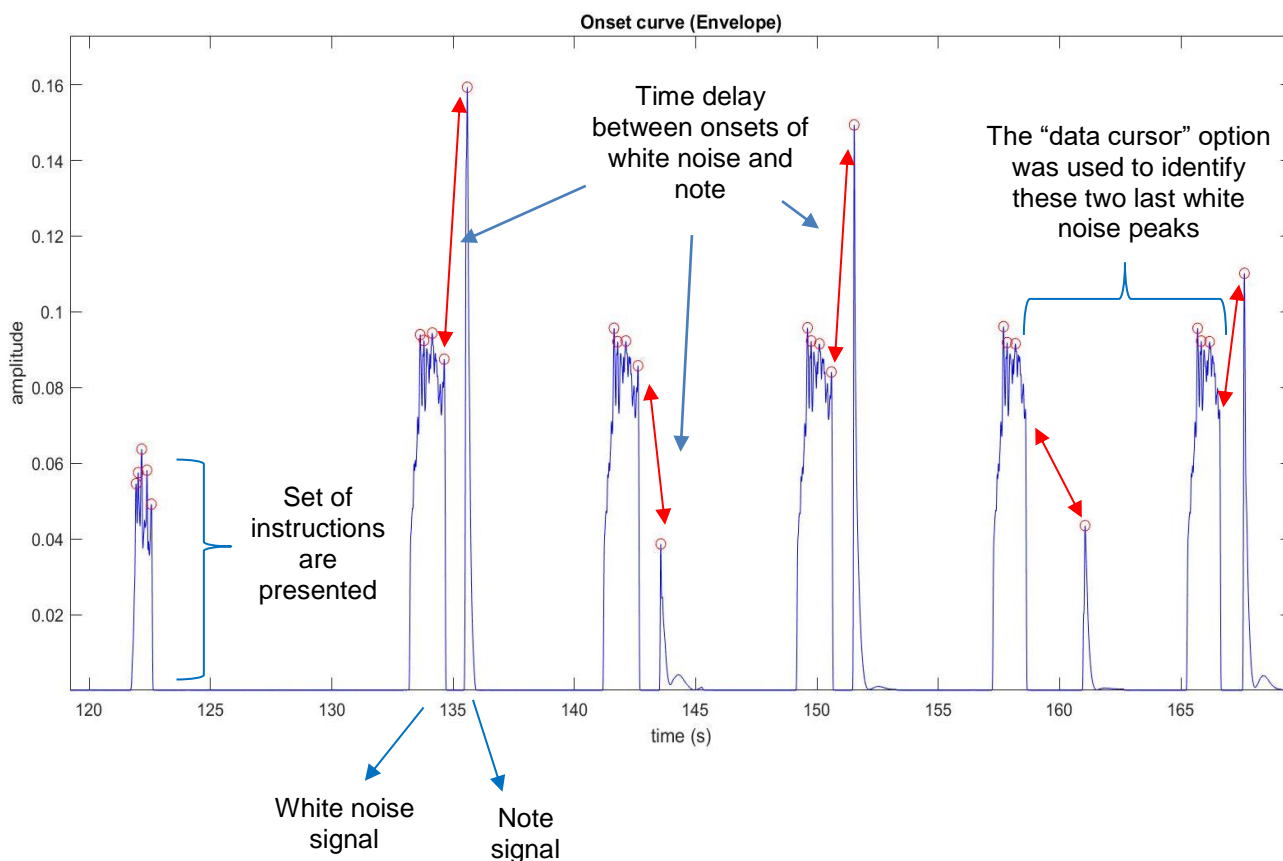 Onset curve (Envelope)
0.16
0.14
0.12
0.1
0.08
0.06
0.04
0.02
amplitude
Time delay
between onsets of
white noise and
note
The “data cursor” option
was used to identify
these two last white
noise peaks
Set of
instructions
are
presented
120
125
130
135
140
145
150
155
160
165
time (s)
White noise
signal
Note
signal